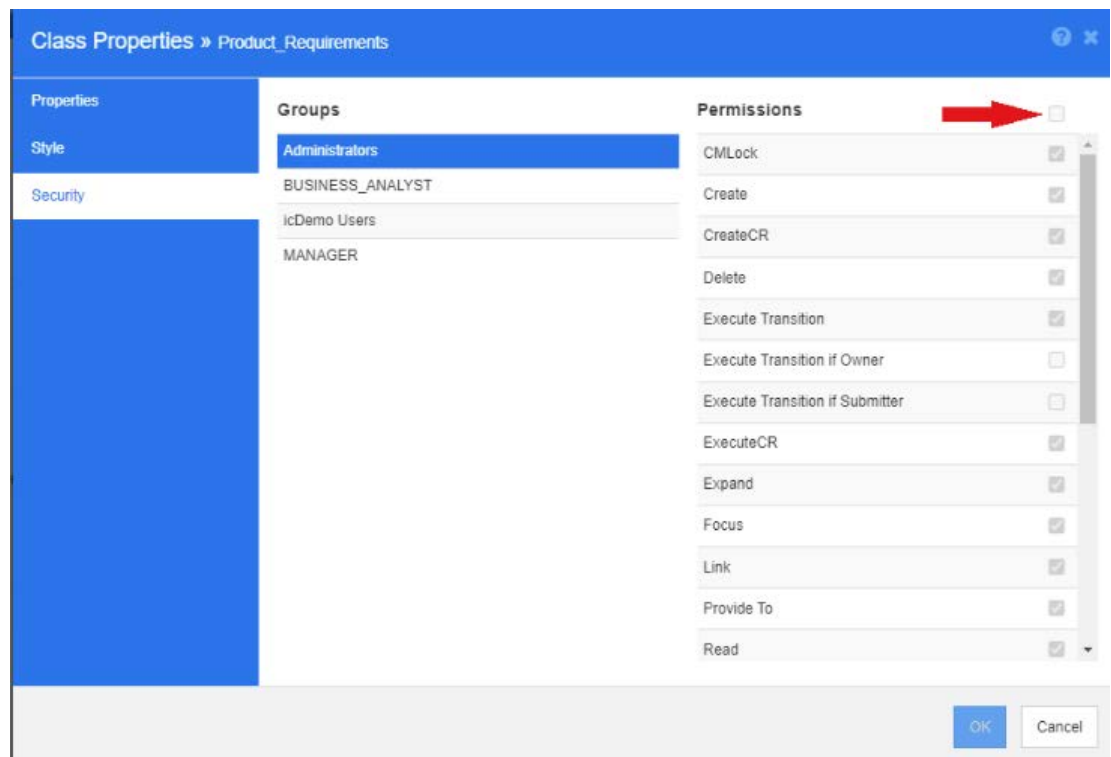 Class Properties » Product_Requirements
Properties
Style
Security
Groups
Administrators
BUSINESS_ANALYST
icDemo Users
MANAGER
Permissions
CMLock
Create
CreateCR
Delete
Execute Transition
Execute Transition if Owner
Execute Transition if Submitter
ExecuteCR
Expand
Focus
Link
Provide To
Read
OK
Cancel